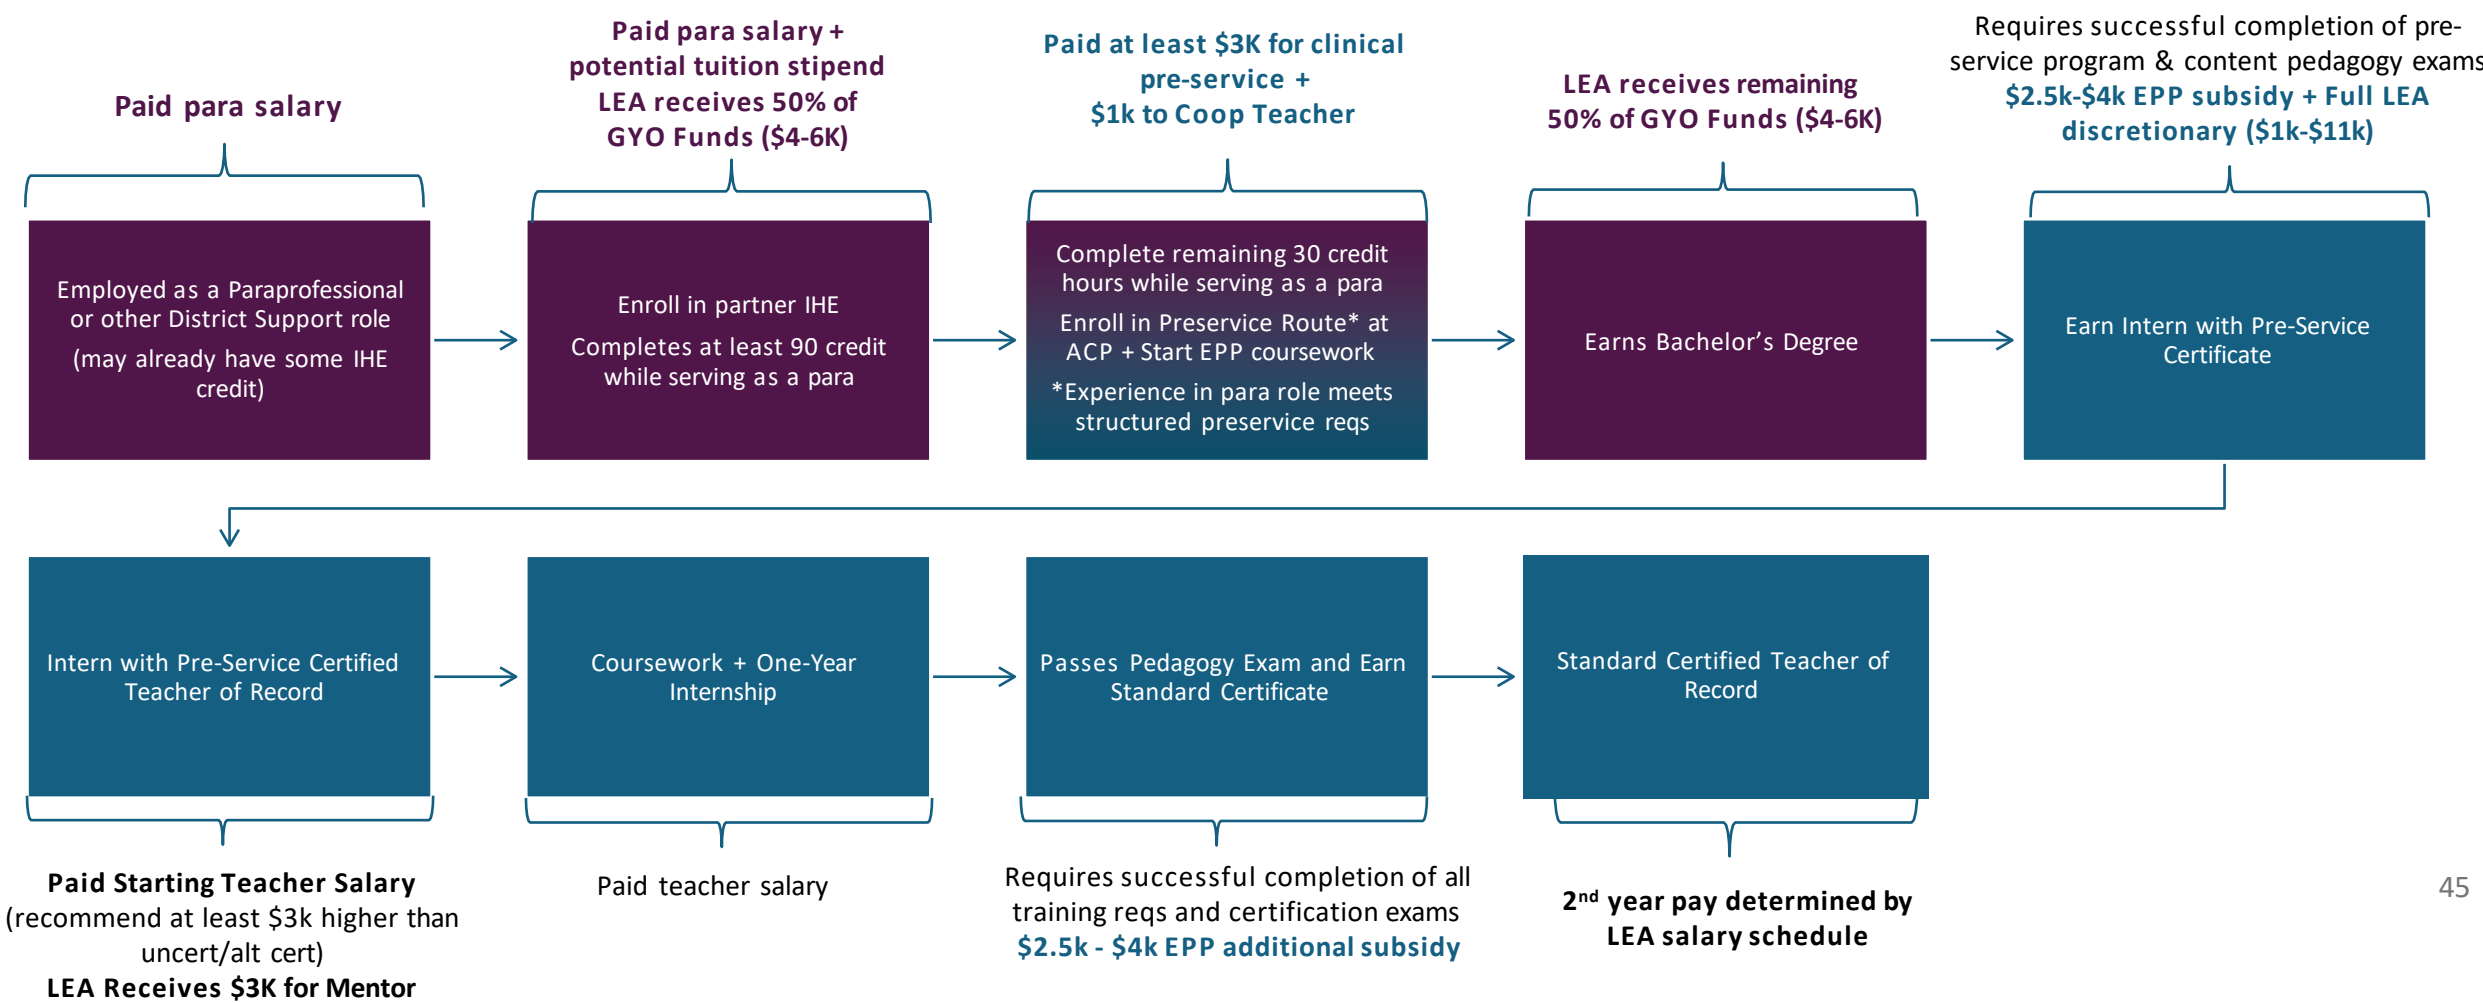 Paid para salary
Paid para salary +
potential tuition stipend
LEA receives 50% of
GYO Funds ($4-6K)
Paid at least $3K for clinical
pre-service +
$1k to Coop Teacher
LEA receives remaining
50% of GYO Funds ($4-6K)
Requires successful completion of pre-
service program & content pedagogy exams
$2.5k-$4k EPP subsidy + Full LEA
discretionary ($1k-$11k)
Employed as a Paraprofessional
or other District Support role
(may already have some IHE
credit)
Enroll in partner IHE
Completes at least 90 credit
while serving as a para
Complete remaining 30 credit
hours while serving as a para
Enroll in Preservice Route* at
ACP + Start EPP coursework
*Experience in para role meets
structured preservice reqs
Earns Bachelor’s Degree
Earn Intern with Pre-Service
Certificate
Intern with Pre-Service Certified
Teacher of Record
Coursework + One-Year
Internship
Passes Pedagogy Exam and Earn
Standard Certificate
Standard Certified Teacher of
Record
Paid Starting Teacher Salary
(recommend at least $3k higher than
uncert/alt cert)
LEA Receives $3K for Mentor
Paid teacher salary
Requires successful completion of all
training reqs and certification exams
$2.5k - $4k EPP additional subsidy
2nd year pay determined by
LEA salary schedule
45